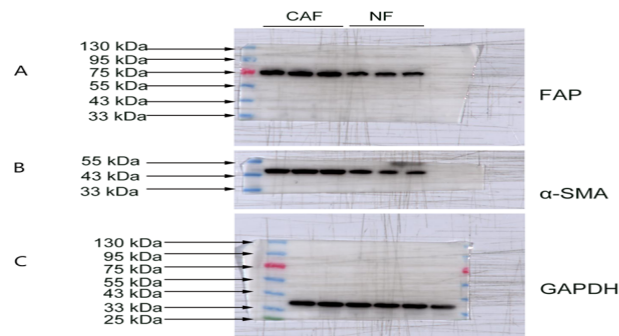 CAF NF
A
130 kDa
95 kDa
75 kDa
55 kDa
43 kDa
33 kDa
FAP
B
55 kDa
43 kDa
33 kDa
α-SMA
C
130 kDa
95 kDa
75 kDa
55 kDa
43 kDa
33 kDa
25 kDa
GAPDH